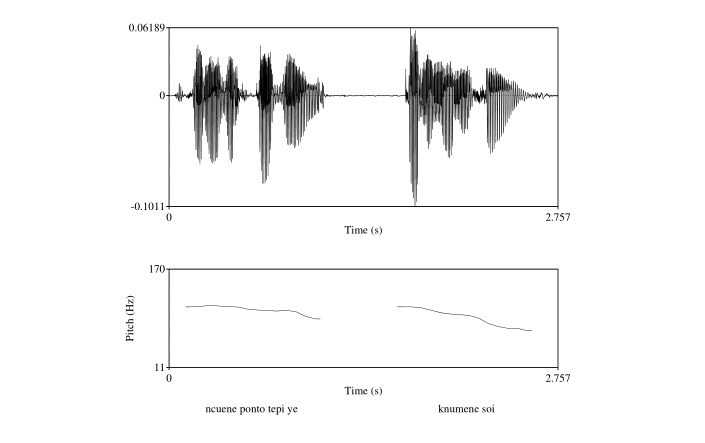 0.06189
0
-0.1011
0 2.757
Time (s)
170
Pitch (Hz)
11
0 2.757
Time (s)
ncuene ponto tepi ye knumene soi